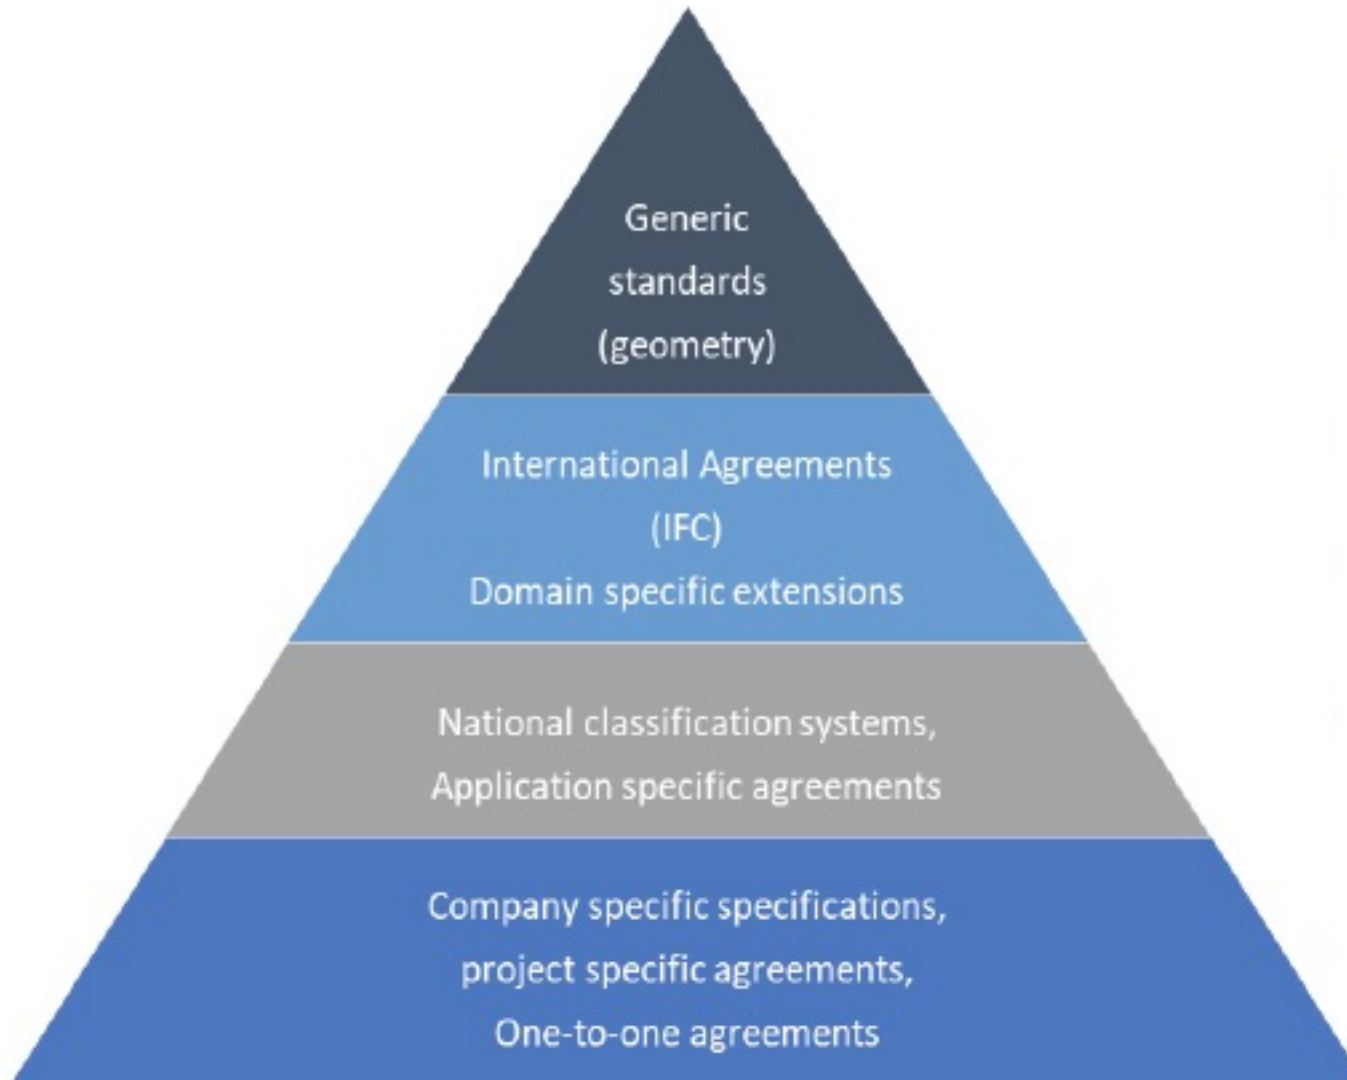 Generic
standards
(geometry)
International Agreements
(IFC)
Domain specific extensions
National classification systems,
Application specific agreements
Company specific specifications,
project specific agreements,
One-to-one agreements